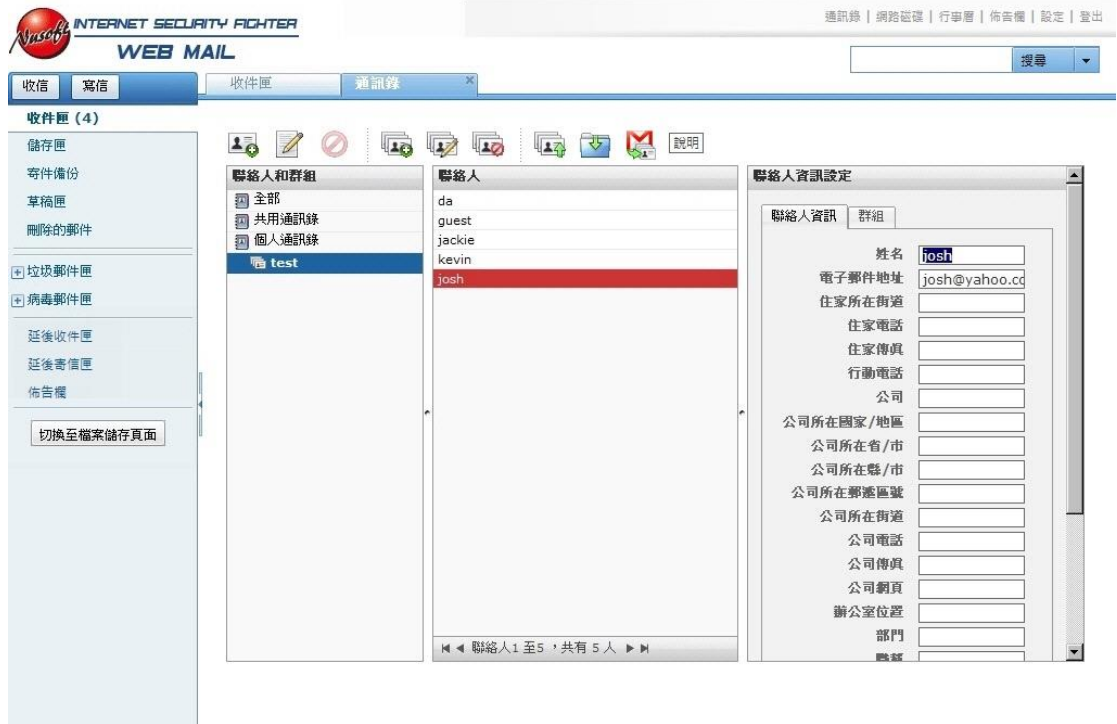 Nusoft INTERNET SECURITY FIGHTER
WEB MAIL
通訊錄 | 網路磁碟 | 行事曆 | 佈告欄 | 設定 | 登出
搜尋
收信 寫信
收件匣 通訊錄
收件匣 (4)
儲存匣
寄件備份
草稿匣
刪除的郵件
垃圾郵件匣
病毒郵件匣
延後收件匣
延後寄信匣
佈告欄
切換至檔案儲存頁面
說明
聯絡人和群組
全部
共用通訊錄
個人通訊錄
test
聯絡人
da
guest
jackie
kevin
josh
聯絡人1 至5 ，共有 5 人
聯絡人資訊設定
聯絡人資訊 群組
姓名 josh
電子郵件地址 josh@yahoo.co
住家所在街道
住家電話
住家傳真
行動電話
公司
公司所在國家/地區
公司所在省/市
公司所在縣/市
公司所在郵遞區號
公司所在街道
公司電話
公司傳真
公司網頁
辦公室位置
部門